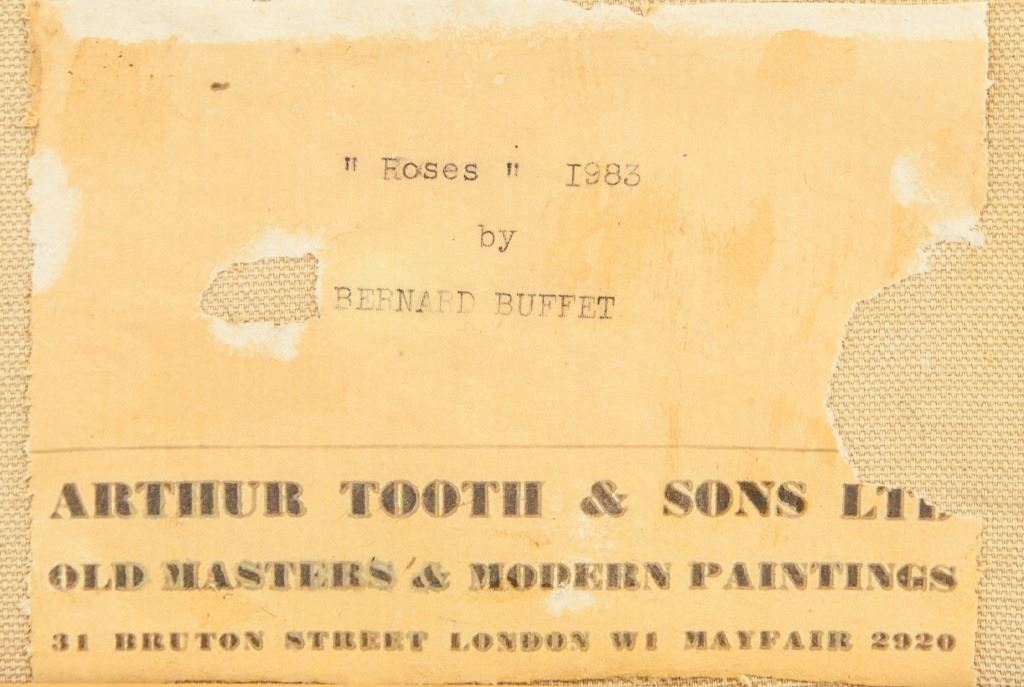 " Roses " 1983
by
BERNARD BUFFET
ARTHUR TOOTH & SONS LTD
OLD MASTERS & MODERN PAINTINGS
31 BRUTON STREET LONDON W1 MAYFAIR 2920